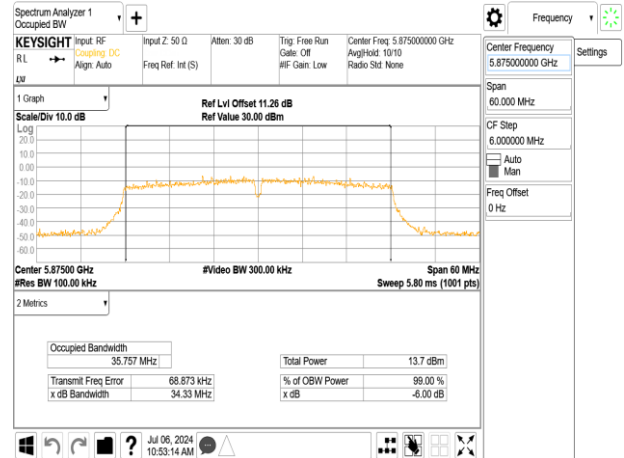 Spectrum Analyzer 1
Occupied BW
+
Frequency
KEYSIGHT
R L
LXI
Input: RF
Coupling: DC
Align: Auto
Input Z: 50 Ω
Freq Ref: Int (S)
Atten: 30 dB
Trig: Free Run
Gate: Off
#IF Gain: Low
Center Freq: 5.875000000 GHz
Avg|Hold: 10/10
Radio Std: None
Center Frequency
5.875000000 GHz
Settings
Span
60.000 MHz
CF Step
6.000000 MHz
Auto
Man
Freq Offset
0 Hz
1 Graph
Scale/Div 10.0 dB
Ref Lvl Offset 11.26 dB
Ref Value 30.00 dBm
Log
20.0
10.0
0.00
-10.0
-20.0
-30.0
-40.0
-50.0
-60.0
Center 5.87500 GHz
#Res BW 100.00 kHz
#Video BW 300.00 kHz
Span 60 MHz
Sweep 5.80 ms (1001 pts)
2 Metrics
Occupied Bandwidth
35.757 MHz
Transmit Freq Error 68.873 kHz
x dB Bandwidth 34.33 MHz
Total Power 13.7 dBm
% of OBW Power 99.00 %
x dB -6.00 dB
?
Jul 06, 2024
10:53:14 AM